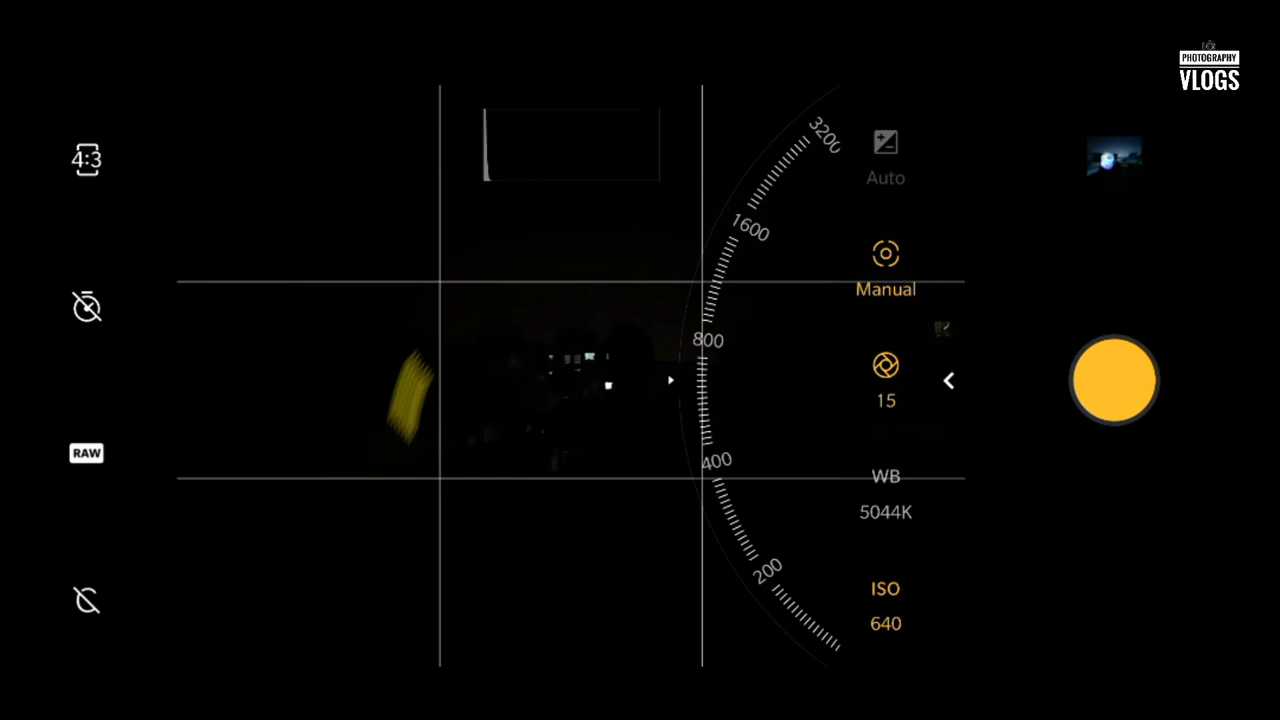 PHOTOGRAPHY
VLOGS
4:3
3200
Auto
1600
Manual
800
15
RAW
400
WB
5044K
200
ISO
640